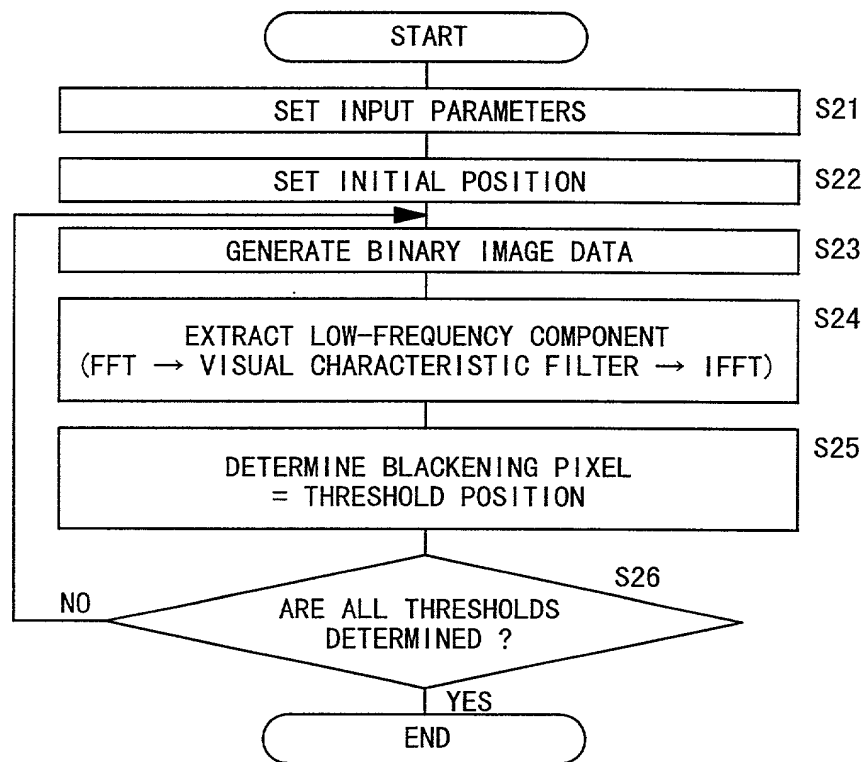 START
SET INPUT PARAMETERS
S21
SET INITIAL POSITION
S22
GENERATE BINARY IMAGE DATA
S23
EXTRACT LOW-FREQUENCY COMPONENT
(FFT → VISUAL CHARACTERISTIC FILTER → IFFT)
S24
DETERMINE BLACKENING PIXEL
= THRESHOLD POSITION
S25
ARE ALL THRESHOLDS
DETERMINED ?
S26
NO
YES
END